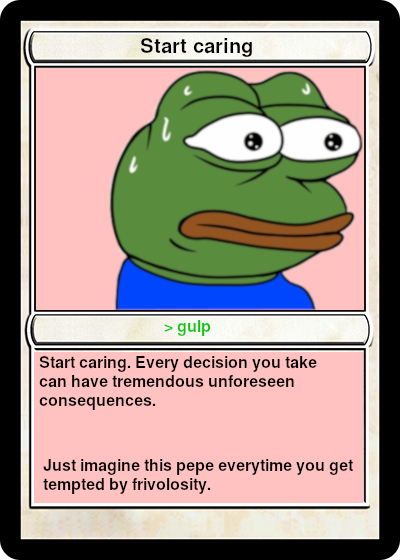 Start caring
> gulp
Start caring. Every decision you take
can have tremendous unforeseen
consequences.
Just imagine this pepe everytime you get
tempted by frivolosity.